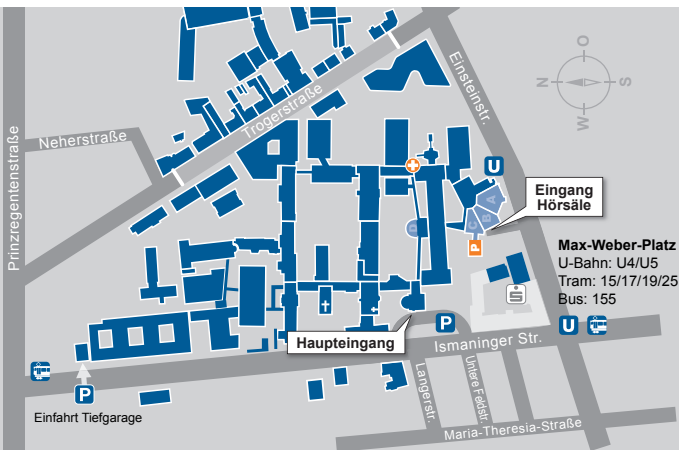 Prinzregentenstraße
Neherstraße
Trogerstraße
Einsteinstr.
O
N
S
W
U
Eingang
Hörsäle
A
B
C
D
P
Max-Weber-Platz
U-Bahn: U4/U5
Tram: 15/17/19/25
Bus: 155
S
Haupteingang
P
Ismaninger Str.
U
P
Einfahrt Tiefgarage
Langerstr.
Untere Feldstr.
Maria-Theresia-Straße